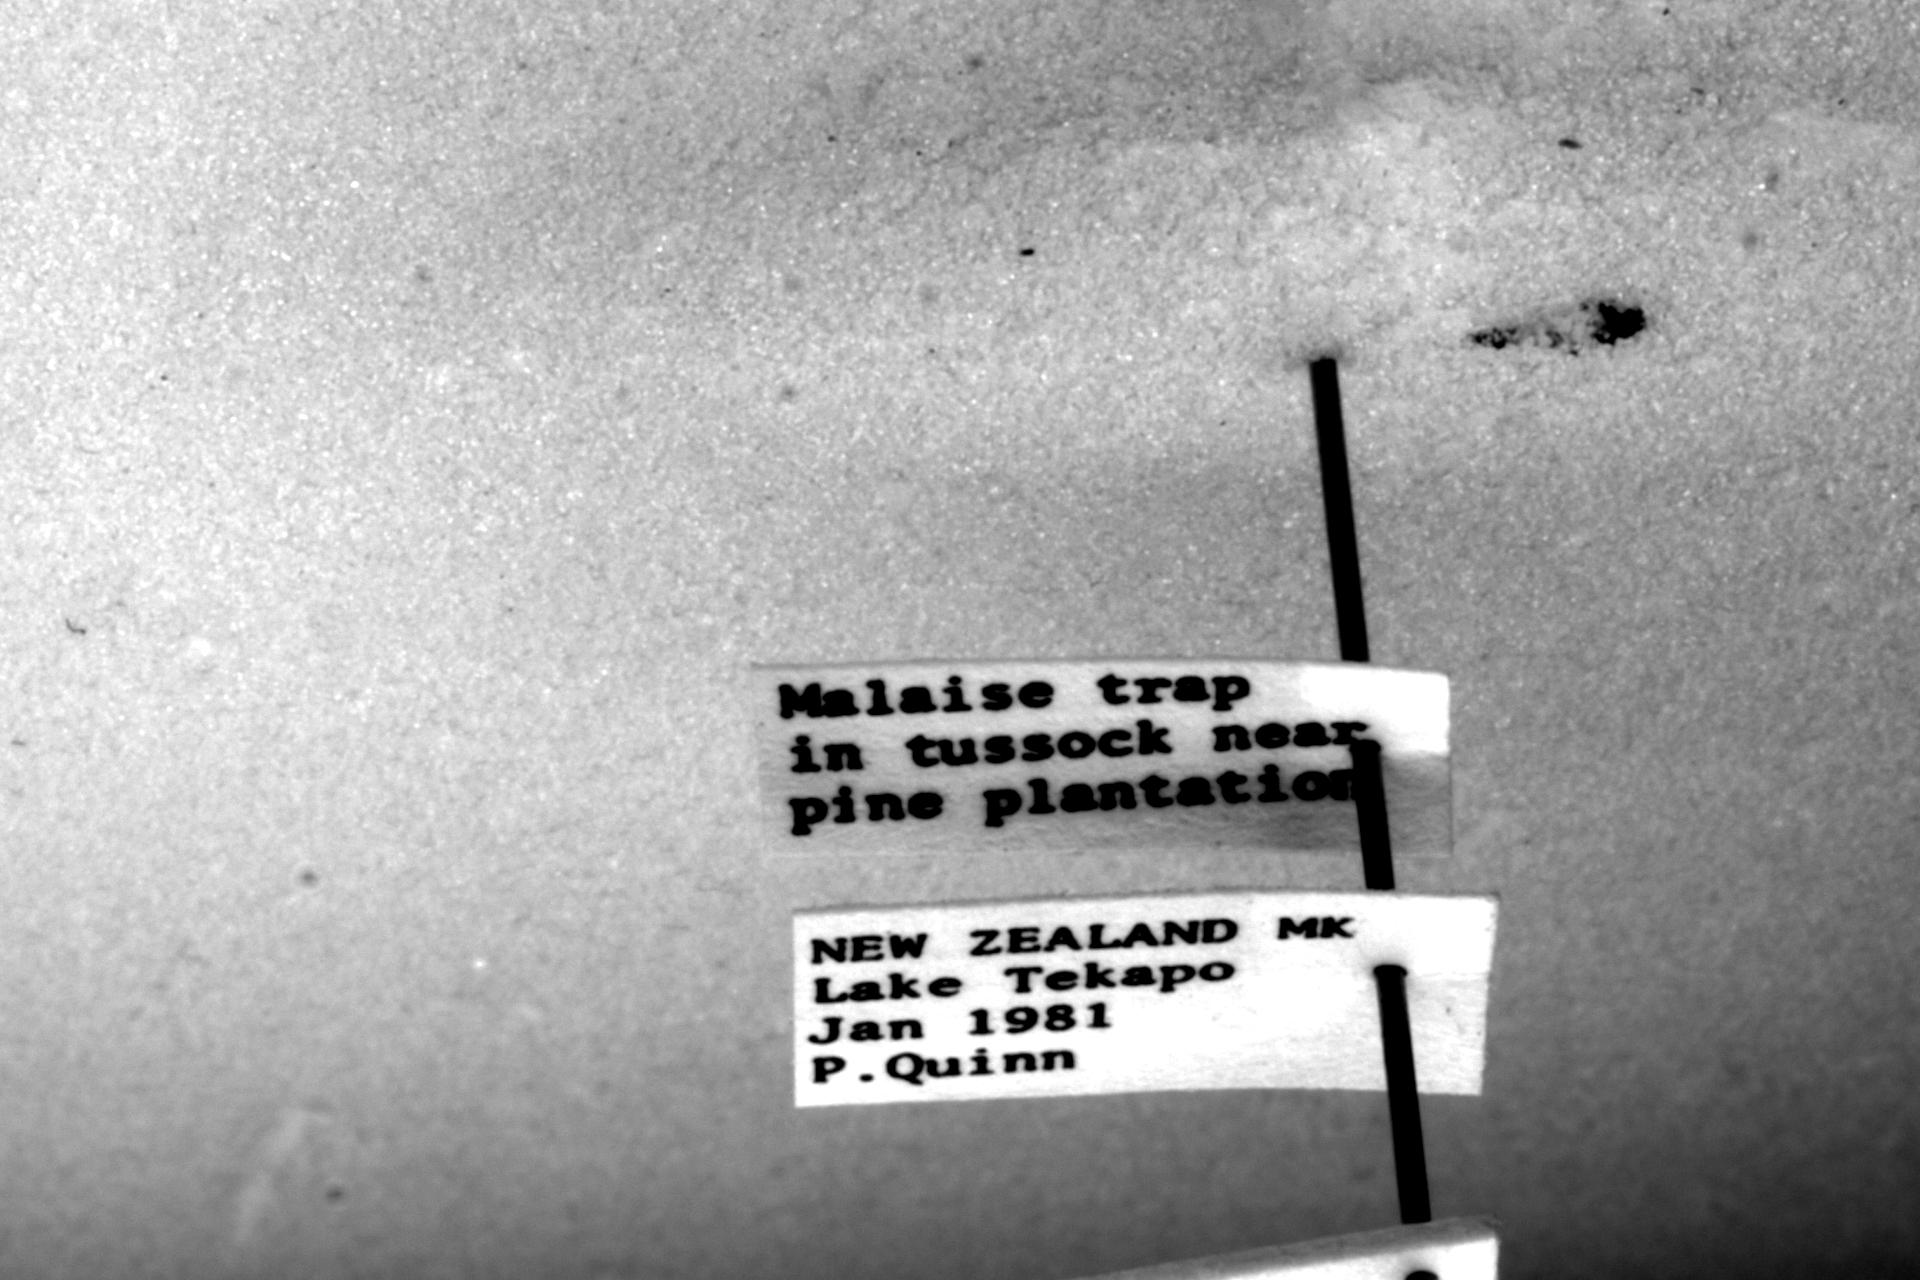 Malaise trap
in tussock near
pine plantation
NEW ZEALAND MK
Lake Tekapo
Jan 1981
P.Quinn